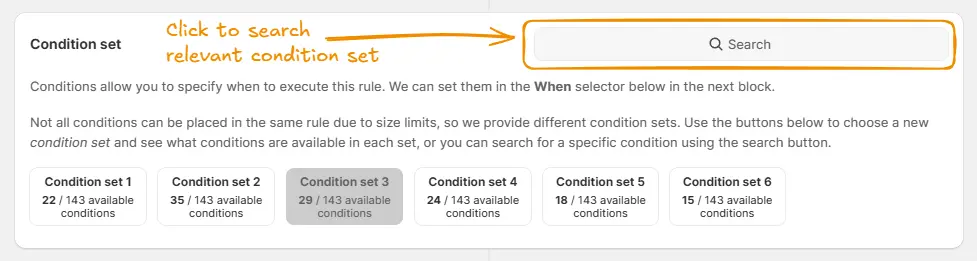 Condition set
Click to search
relevant condition set
Search
Conditions allow you to specify when to execute this rule. We can set them in the When selector below in the next block.
Not all conditions can be placed in the same rule due to size limits, so we provide different condition sets. Use the buttons below to choose a new
condition set and see what conditions are available in each set, or you can search for a specific condition using the search button.
Condition set 1
22 / 143 available
conditions
Condition set 2
35 / 143 available
conditions
Condition set 3
29 / 143 available
conditions
Condition set 4
24 / 143 available
conditions
Condition set 5
18 / 143 available
conditions
Condition set 6
15 / 143 available
conditions